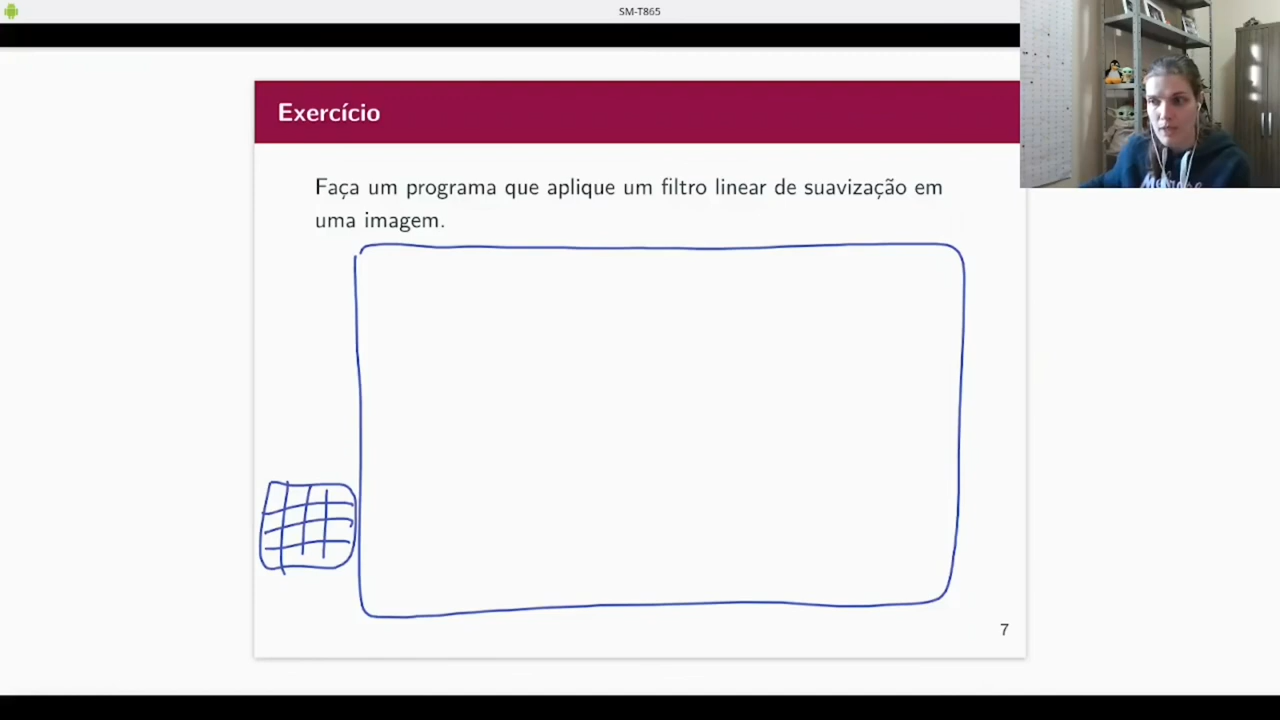 SM-T865
Exercício
Faça um programa que aplique um filtro linear de suavização em
uma imagem.
7